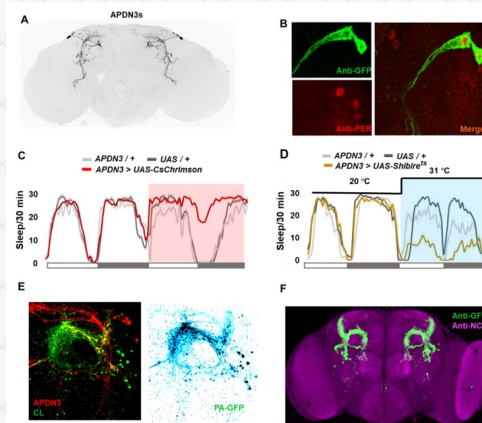 A
APDN3s
B
Anti-GFP
Anti-PER
Merge
C
APDN3 / + UAS / +
APDN3 > UAS-CsChrimson
Sleep/30 min
30
20
10
0
D
APDN3 / + UAS / +
APDN3 > UAS-Shibire^ts
20 °C
31 °C
Sleep/30 min
30
20
10
0
E
APDN3
CL
PA-GFP
F
Anti-GF
Anti-NC